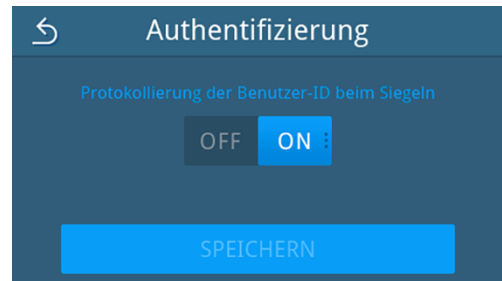 Authentifizierung
Protokollierung der Benutzer-ID beim Siegeln
OFF ON
SPEICHERN